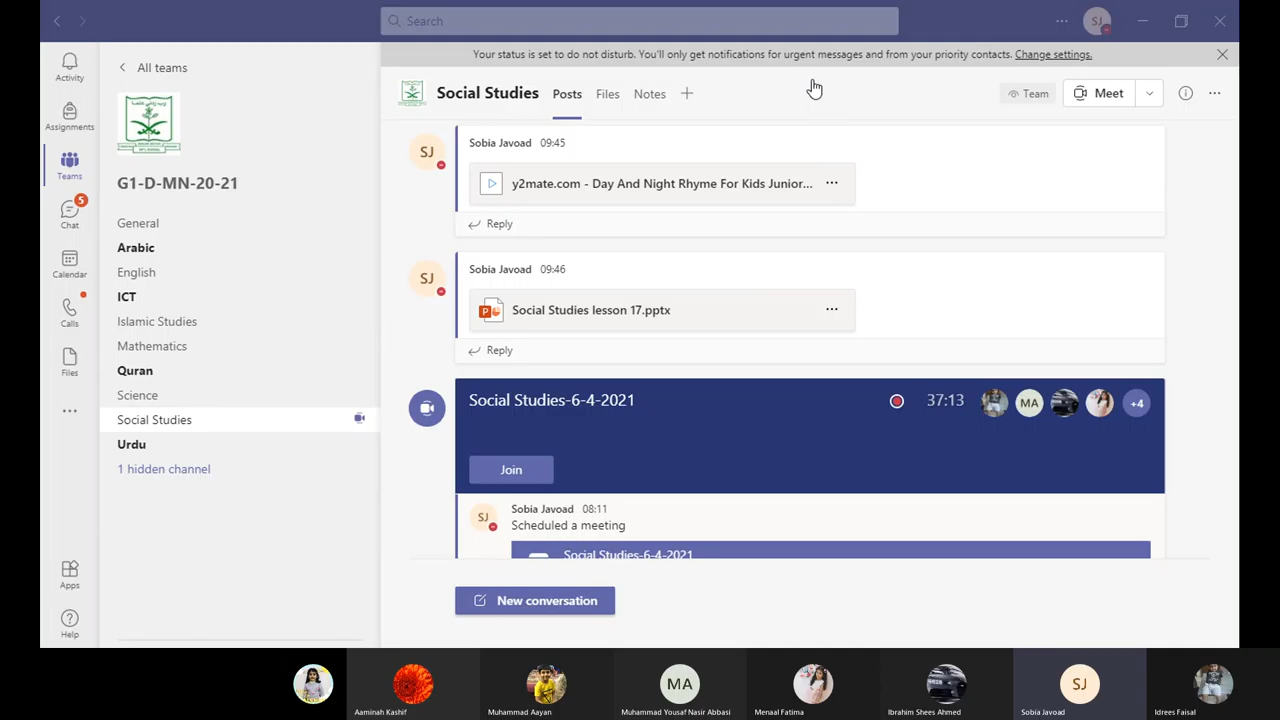 Search
SJ
Your status is set to do not disturb. You'll only get notifications for urgent messages and from your priority contacts. Change settings.
Activity
Assignments
Teams
5
Chat
Calendar
Calls
Files
Apps
Help
All teams
G1-D-MN-20-21
General
Arabic
English
ICT
Islamic Studies
Mathematics
Quran
Science
Social Studies
Urdu
1 hidden channel
Social Studies
Posts
Files
Notes
Team
Meet
SJ
Sobia Javoad 09:45
y2mate.com - Day And Night Rhyme For Kids Junior...
Reply
SJ
Sobia Javoad 09:46
P
Social Studies lesson 17.pptx
Reply
Social Studies-6-4-2021
37:13
MA
+4
Join
SJ
Sobia Javoad 08:11
Scheduled a meeting
Social Studies-6-4-2021
New conversation
Aaminah Kashif
Muhammad Aayan
MA
Muhammad Yousaf Nasir Abbasi
Menaal Fatima
Ibrahim Shees Ahmed
SJ
Sobia Javoad
Idrees Faisal